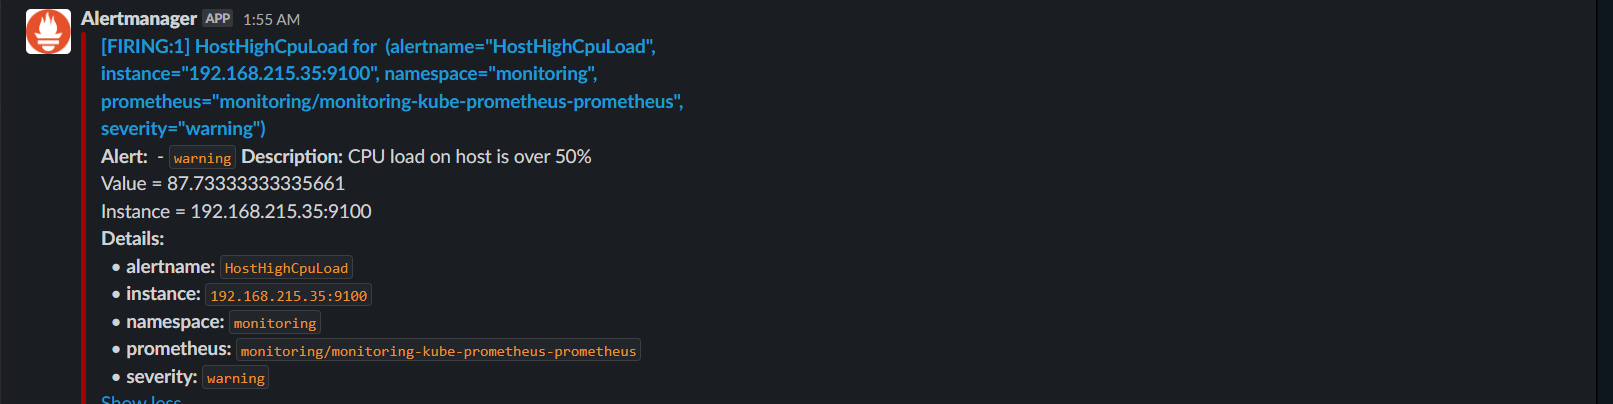 Alertmanager APP 1:55 AM
[FIRING:1] HostHighCpuLoad for (alertname="HostHighCpuLoad",
instance="192.168.215.35:9100", namespace="monitoring",
prometheus="monitoring/monitoring-kube-prometheus-prometheus",
severity="warning")
Alert: - warning Description: CPU load on host is over 50%
Value = 87.73333333335661
Instance = 192.168.215.35:9100
Details:
• alertname: HostHighCpuLoad
• instance: 192.168.215.35:9100
• namespace: monitoring
• prometheus: monitoring/monitoring-kube-prometheus-prometheus
• severity: warning
Show less